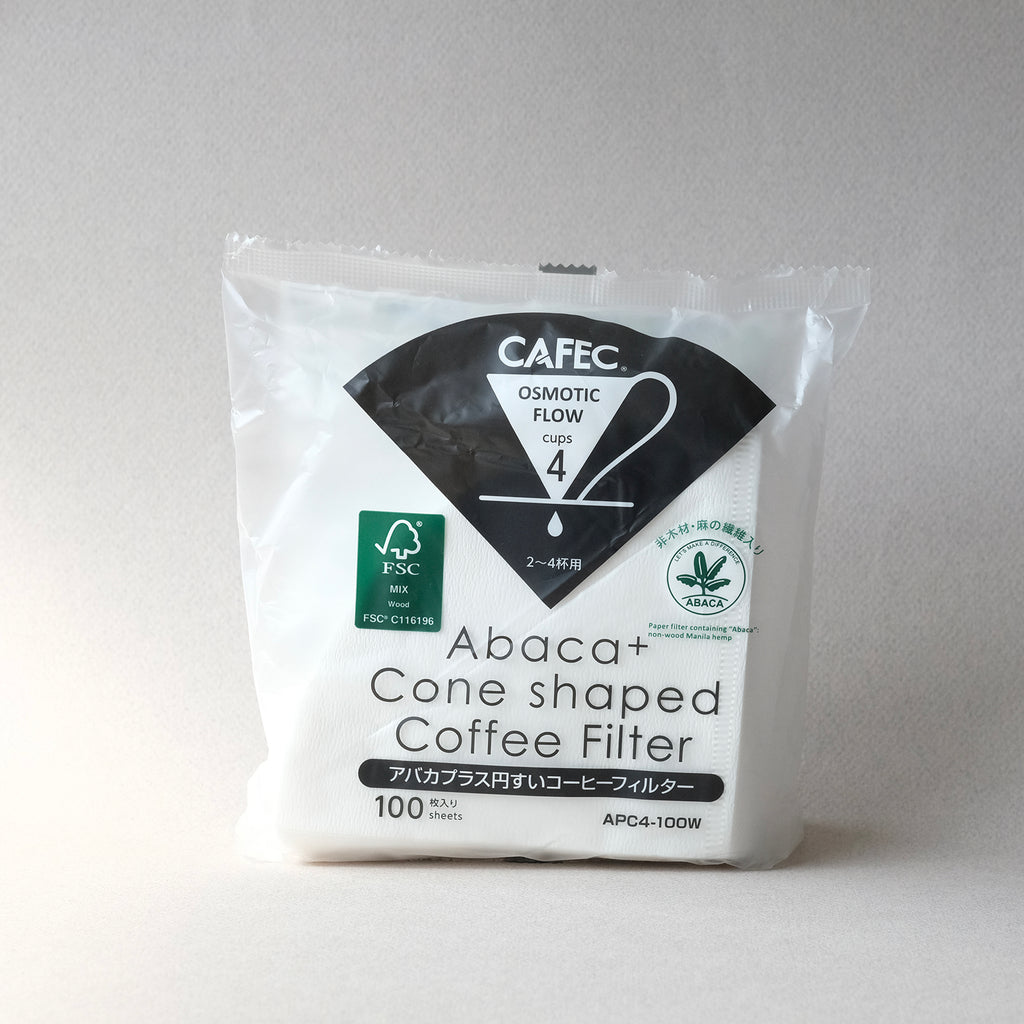 CAFEC®
OSMOTIC
FLOW
cups
4
2〜4杯用
FSC®
MIX
Wood
FSC® C116196
非木材・麻の繊維入り
LET'S MAKE A DIFFERENCE
ABACA
Paper filter containing "Abaca":
non-wood Manila hemp
Abaca+
Cone shaped
Coffee Filter
アバカプラス円すいコーヒーフィルター
100 枚入り
sheets
APC4-100W